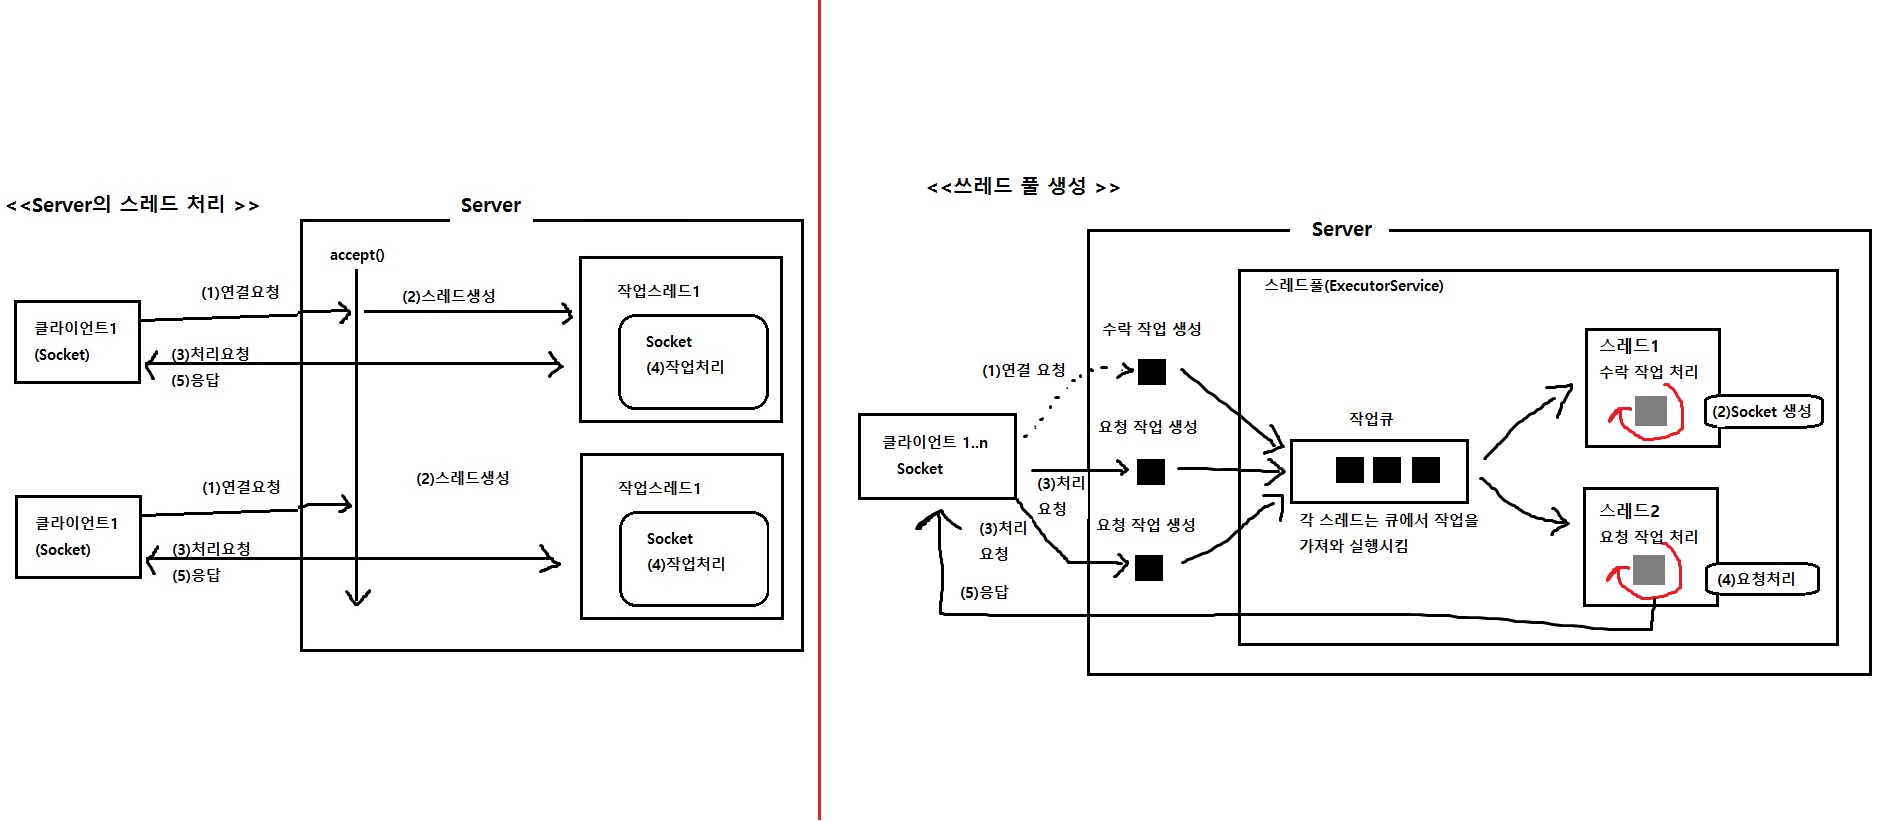 <<Server의 스레드 처리 >>
Server
accept()
(1)연결요청
(2)스레드생성
작업스레드1
클라이언트1
(Socket)
(3)처리요청
(5)응답
Socket
(4)작업처리
(1)연결요청
(2)스레드생성
작업스레드1
클라이언트1
(Socket)
(3)처리요청
(5)응답
Socket
(4)작업처리
<<쓰레드 풀 생성 >>
Server
스레드풀(ExecutorService)
수락 작업 생성
(1)연결 요청
요청 작업 생성
클라이언트 1..n
Socket
(3)처리
요청
요청 작업 생성
(3)처리
요청
(5)응답
작업큐
각 스레드는 큐에서 작업을
가져와 실행시킴
스레드1
수락 작업 처리
(2)Socket 생성
스레드2
요청 작업 처리
(4)요청처리